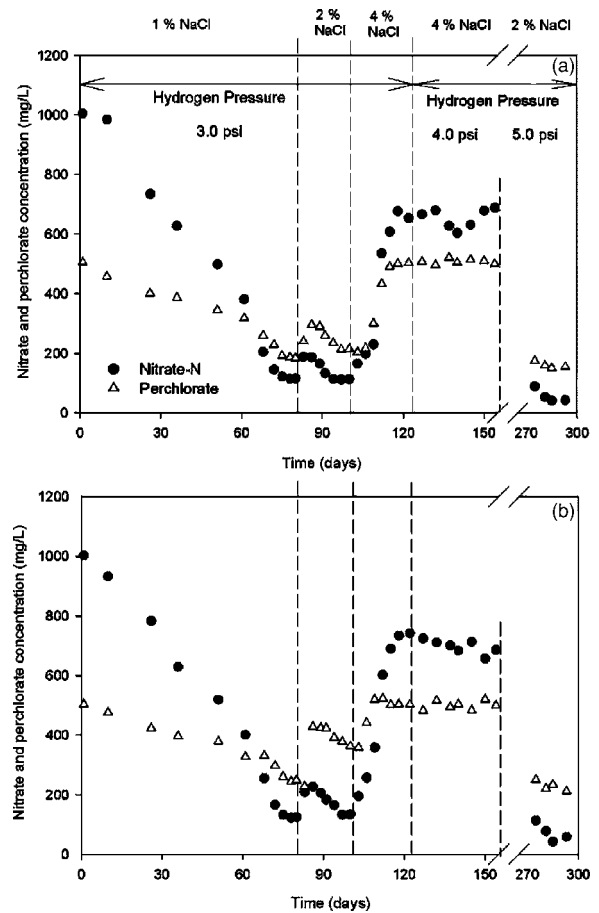 1 % NaCl
2 % NaCl
4 % NaCl
4 % NaCl
2 % NaCl
(a)
Hydrogen Pressure
3.0 psi
Hydrogen Pressure
4.0 psi
5.0 psi
Nitrate and perchlorate concentration (mg/L)
1200
1000
800
600
400
200
0
Nitrate-N
Perchlorate
0
30
60
90
120
150
270
300
Time (days)
(b)
Nitrate and perchlorate concentration (mg/L)
1200
1000
800
600
400
200
0
0
30
60
90
120
150
270
300
Time (days)